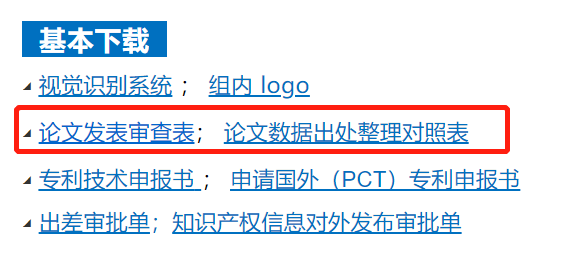 基本下载
视觉识别系统 ； 组内 logo
论文发表审查表； 论文数据出处整理对照表
专利技术申报书 ； 申请国外（PCT）专利申报书
出差审批单；知识产权信息对外发布审批单